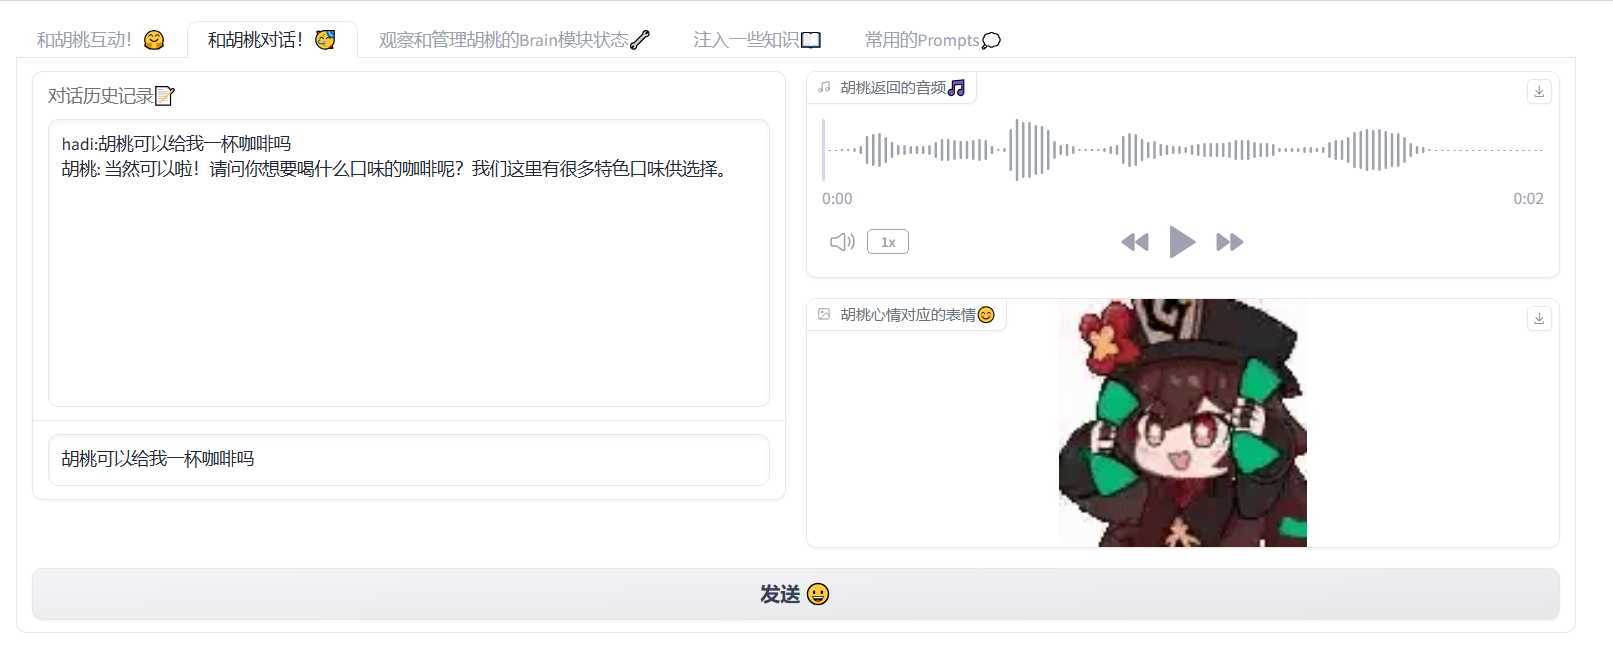 和胡桃互动！🤗
和胡桃对话！🥳
观察和管理胡桃的Brain模块状态🦴
注入一些知识📖
常用的Prompts💭
对话历史记录📝
hadi:胡桃可以给我一杯咖啡吗
胡桃: 当然可以啦！请问你想要喝什么口味的咖啡呢？我们这里有很多特色口味供选择。
胡桃可以给我一杯咖啡吗
胡桃返回的音频🎵
0:00
0:02
1x
胡桃心情对应的表情😊
发送 😀